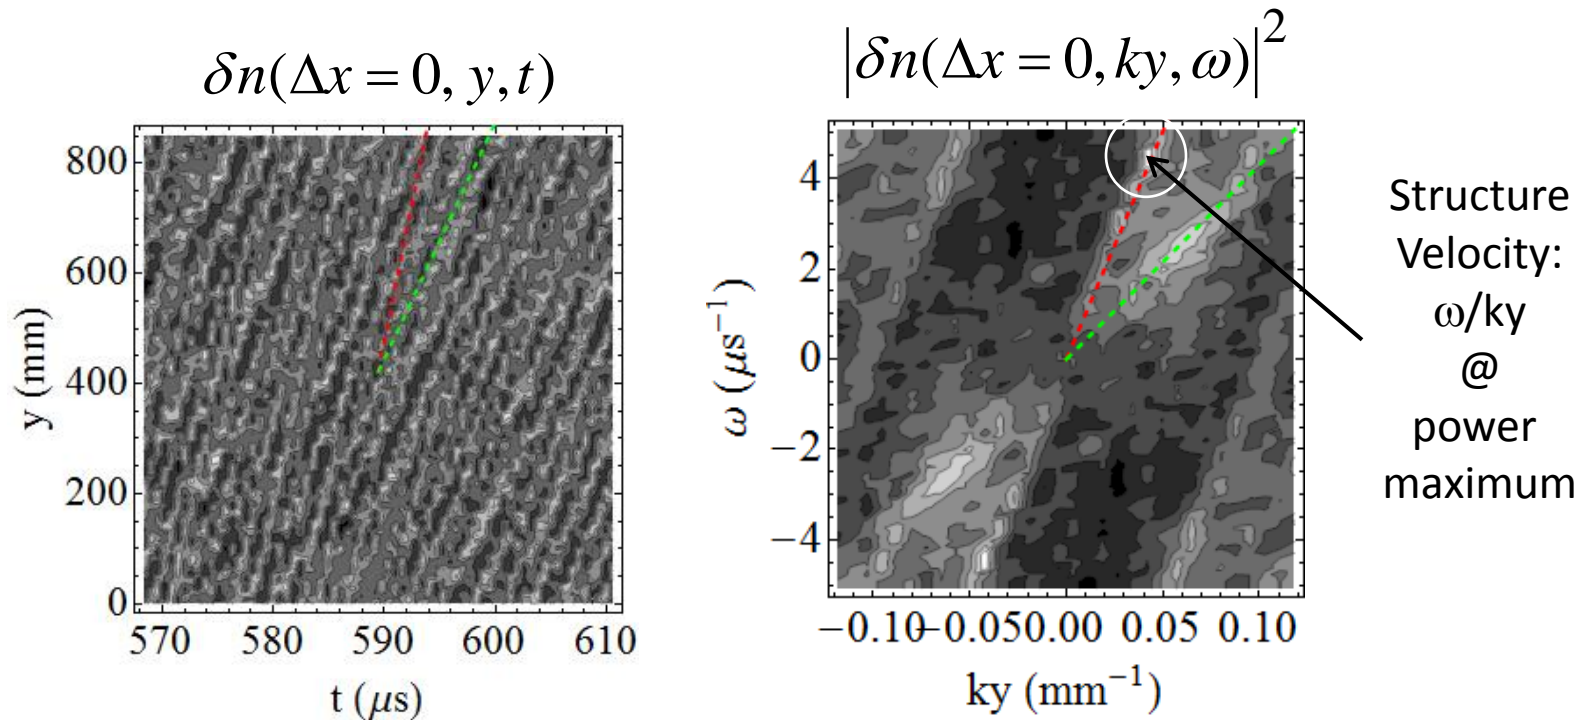 δn(Δx = 0, y, t)
|δn(Δx = 0, ky, ω)|²
y (mm)
800
600
400
200
0
570 580 590 600 610
t (μs)
ω (μs⁻¹)
4
2
0
−2
−4
−0.10 −0.05 0.00 0.05 0.10
ky (mm⁻¹)
Structure
Velocity:
ω/ky
@
power
maximum